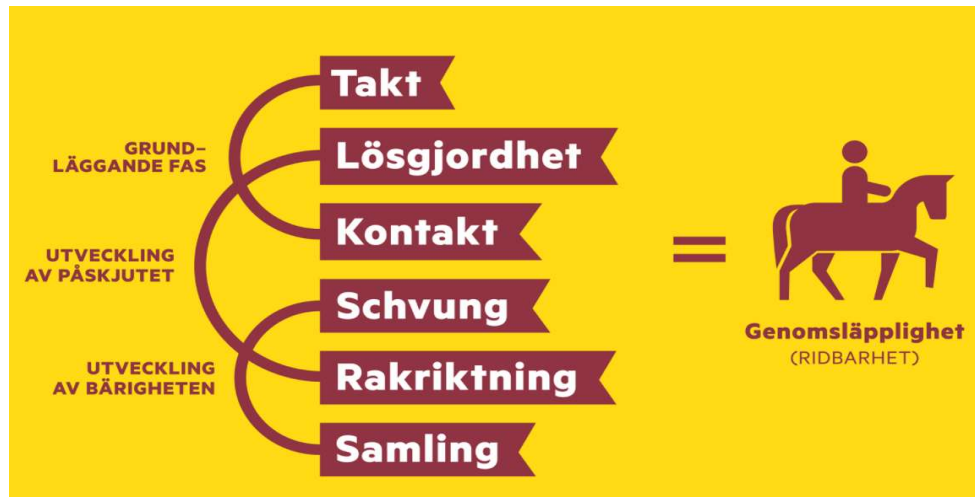 Takt
GRUND-
LÄGGANDE FAS
Lösgjordhet
Kontakt
UTVECKLING
AV PÅSKJUTET
Schvung
UTVECKLING
AV BÄRIGHETEN
Rakriktning
Samling
=
Genomsläpplighet
(RIDBARHET)